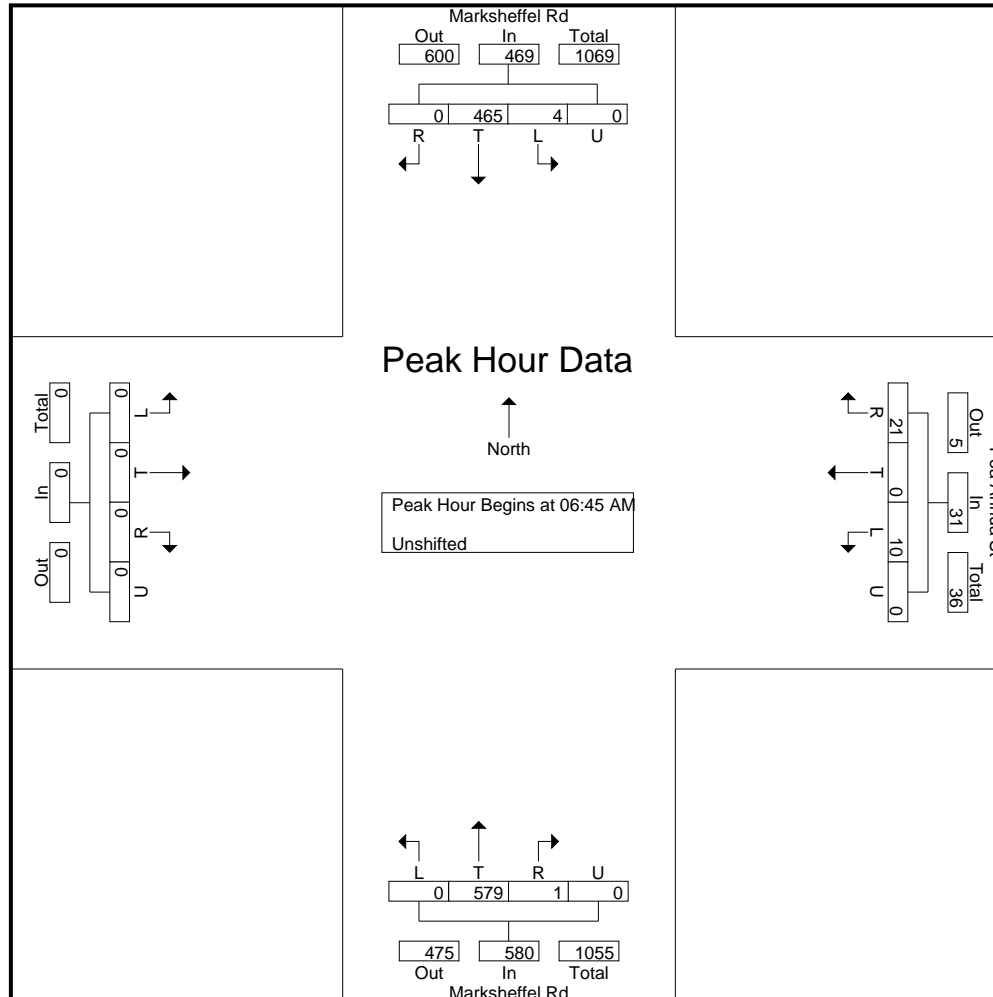 Marksheffel Rd
Out In Total
600 469 1069
0 465 4 0
R T L U
Peak Hour Data
North
Peak Hour Begins at 06:45 AM
Unshifted
Total In Out
0 0 0
0 0 0 0
L T R U
R T L U
21 0 10 0
5 31 36
Out In Total
L T R U
0 579 1 0
475 580 1055
Out In Total
Marksheffel Rd